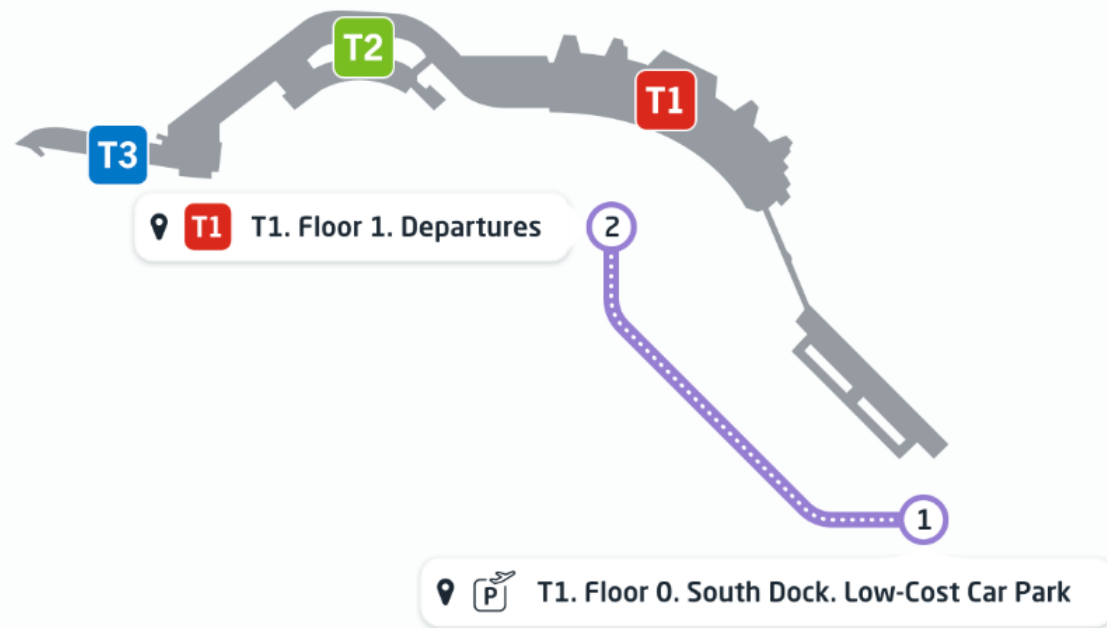 T2
T1
T3
T1 T1. Floor 1. Departures
2
1
P T1. Floor 0. South Dock. Low-Cost Car Park